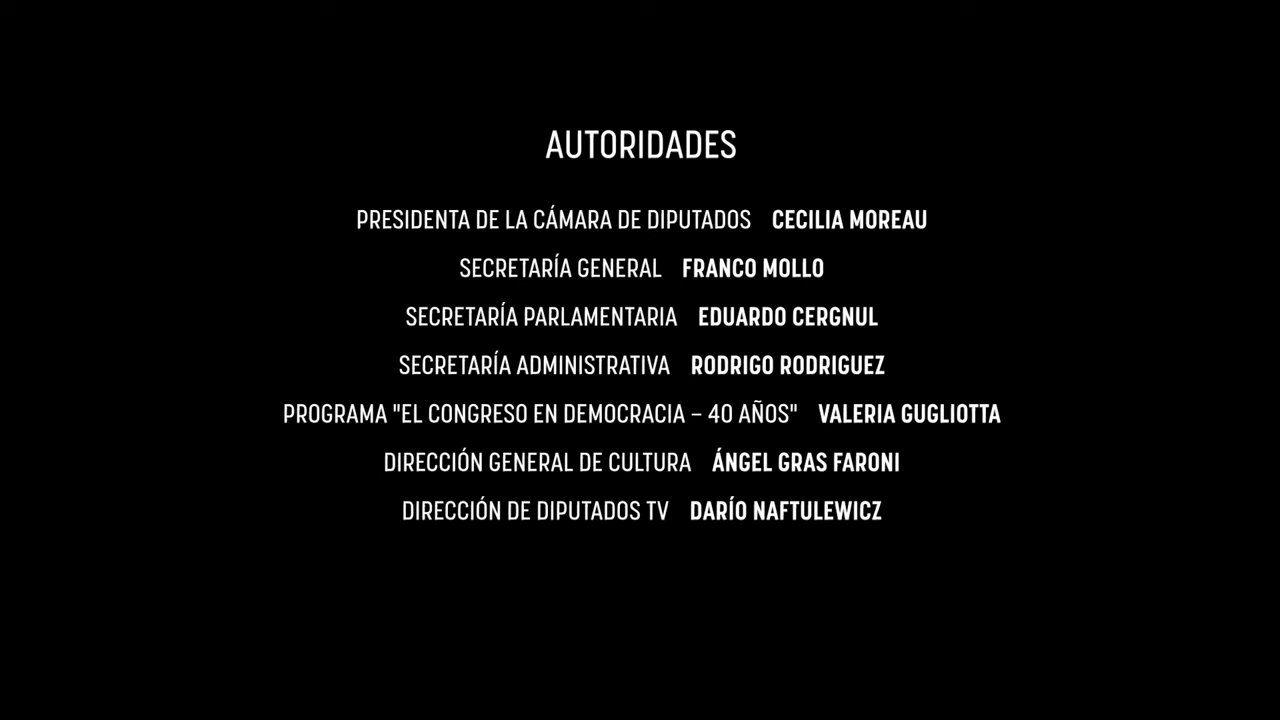 AUTORIDADES
PRESIDENTA DE LA CÁMARA DE DIPUTADOS CECILIA MOREAU
SECRETARÍA GENERAL FRANCO MOLLO
SECRETARÍA PARLAMENTARIA EDUARDO CERGNUL
SECRETARÍA ADMINISTRATIVA RODRIGO RODRIGUEZ
PROGRAMA "EL CONGRESO EN DEMOCRACIA – 40 AÑOS" VALERIA GUGLIOTTA
DIRECCIÓN GENERAL DE CULTURA ÁNGEL GRAS FARONI
DIRECCIÓN DE DIPUTADOS TV DARÍO NAFTULEWICZ